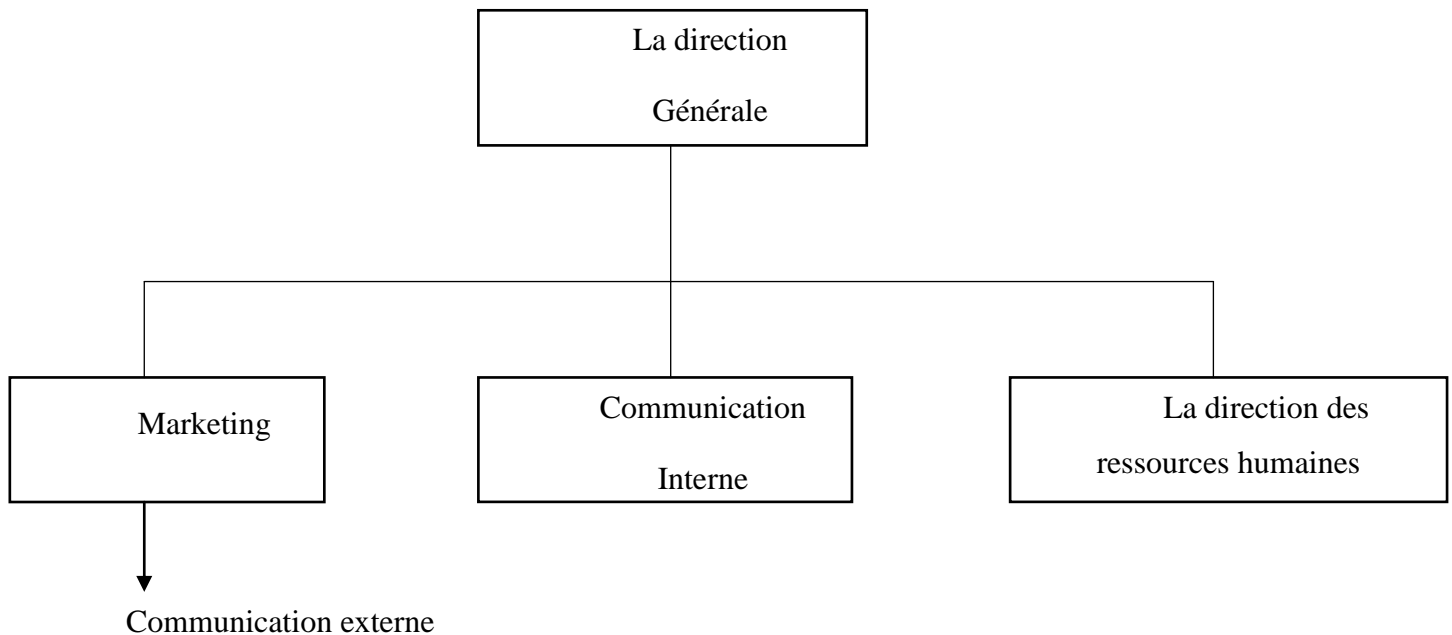 La direction
Générale
Marketing
Communication
Interne
La direction des
ressources humaines
Communication externe